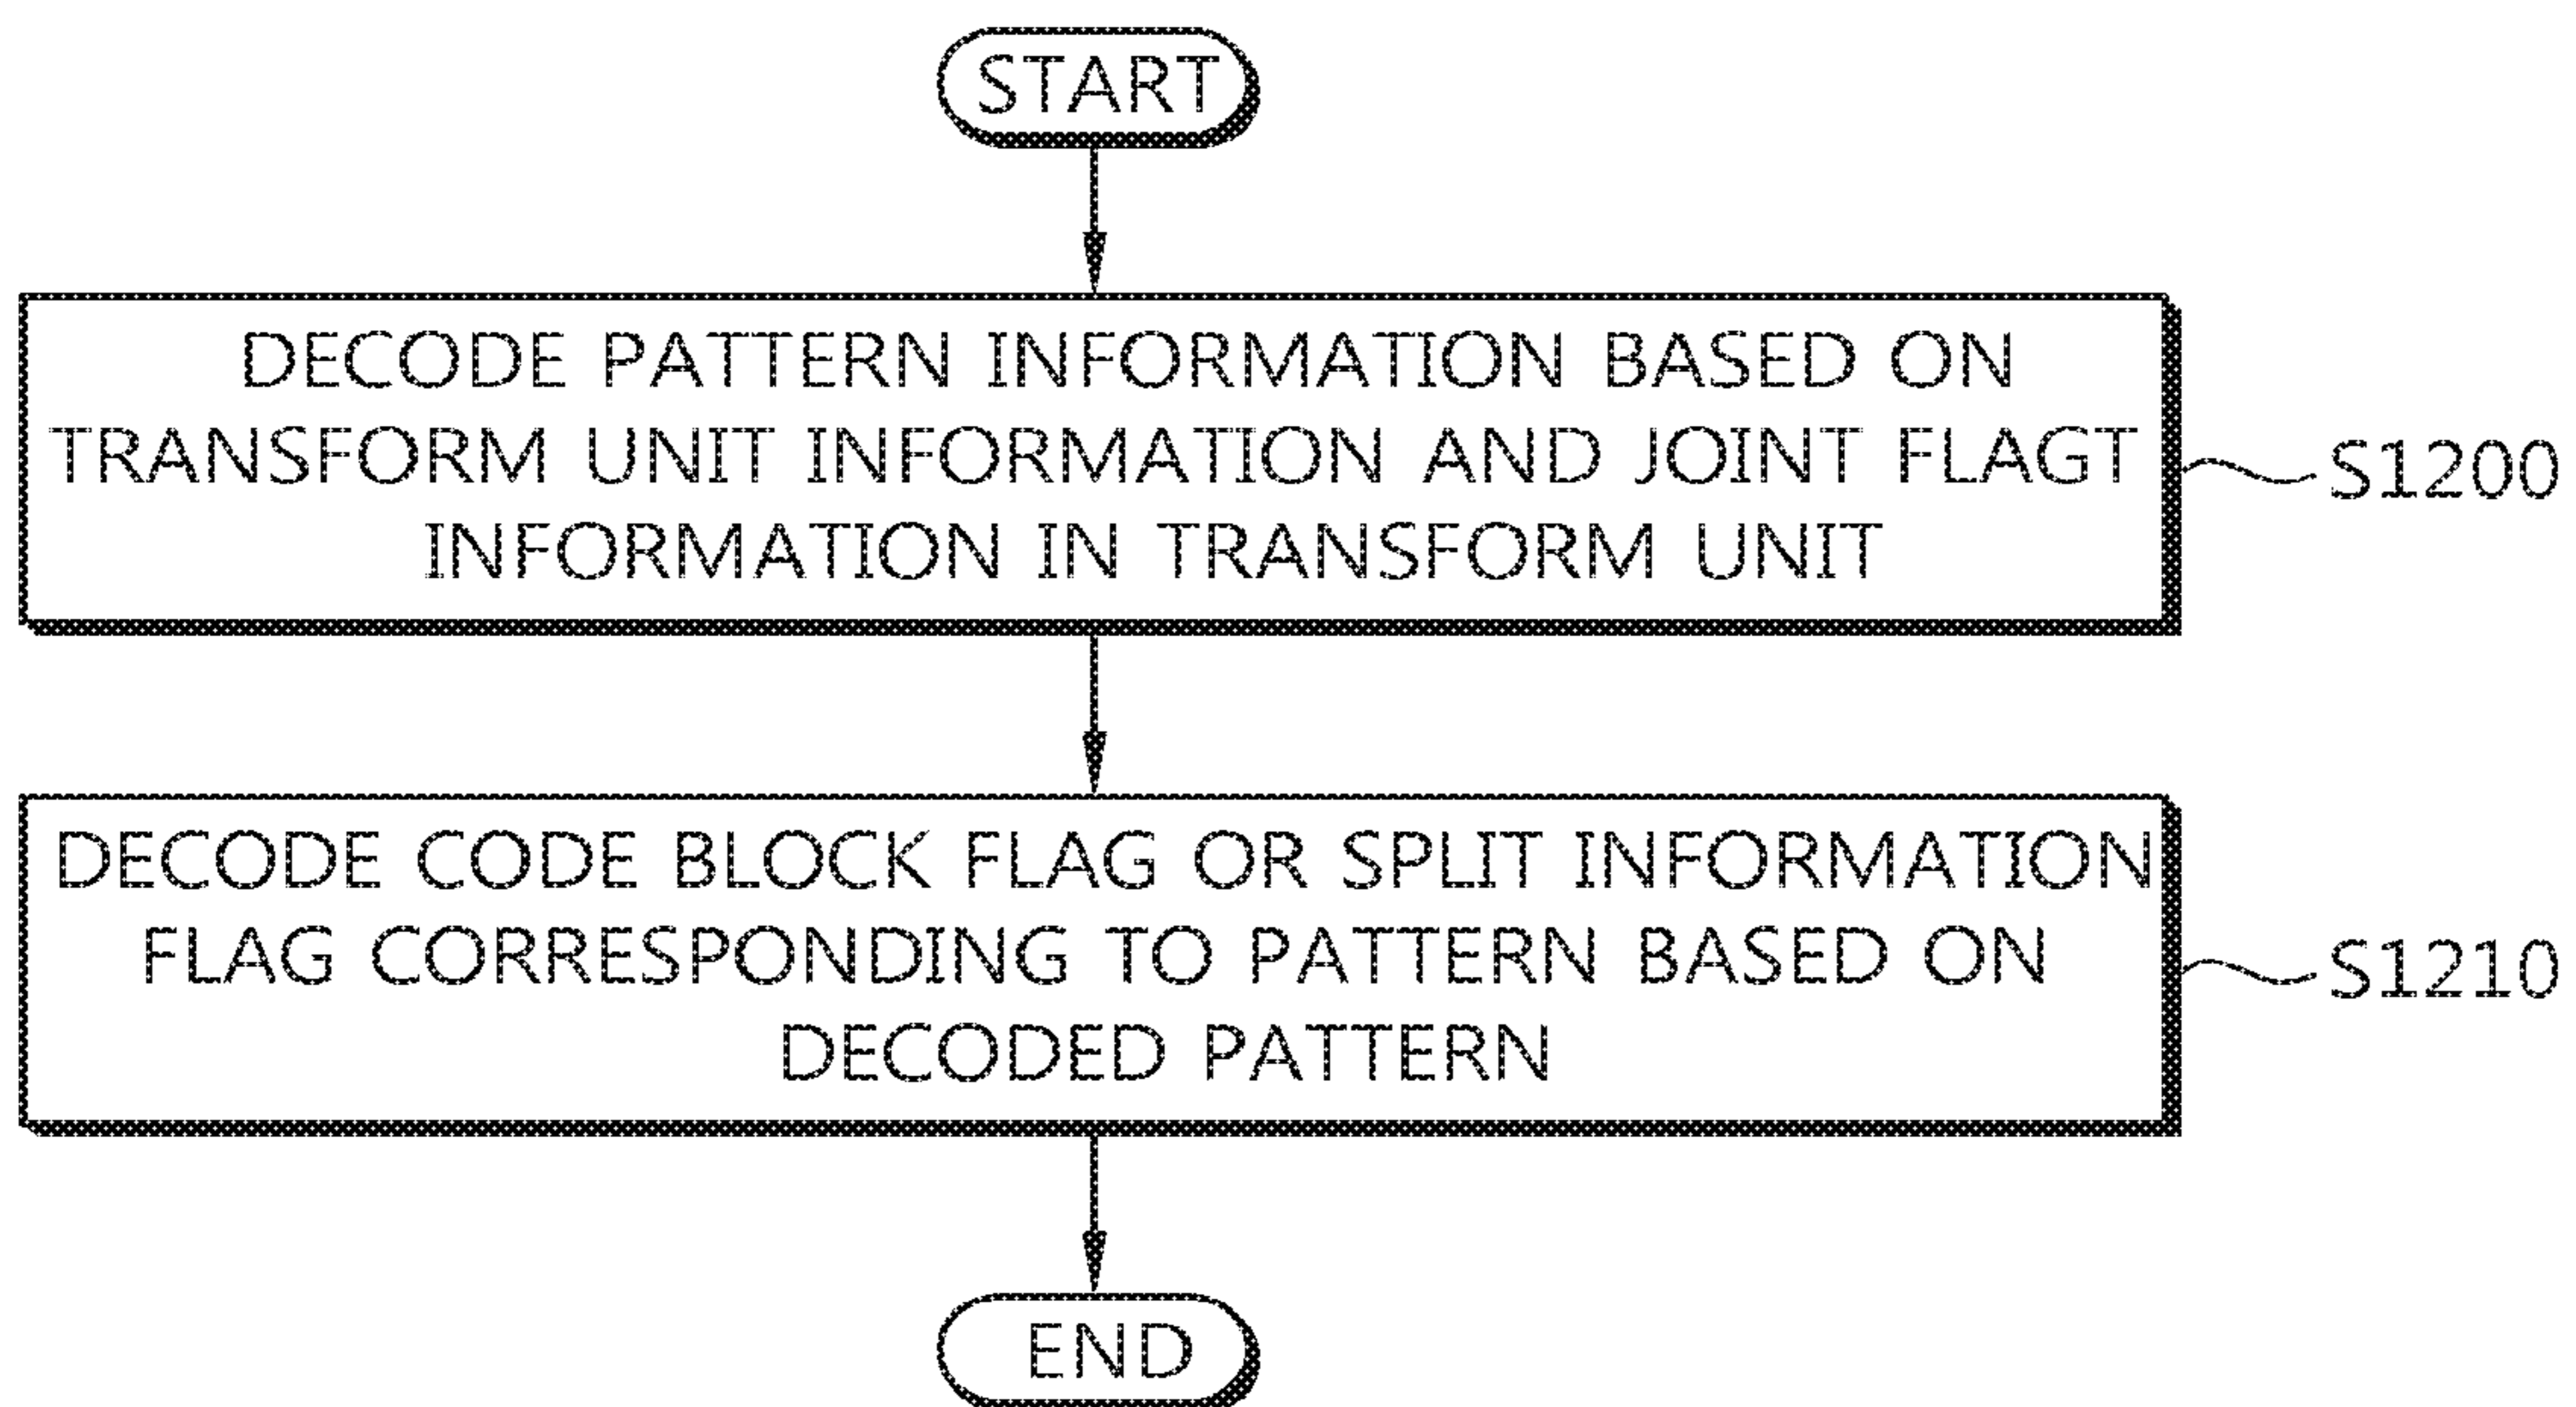 START
DECODE PATTERN INFORMATION BASED ON
TRANSFORM UNIT INFORMATION AND JOINT FLAGT
INFORMATION IN TRANSFORM UNIT
S1200
DECODE CODE BLOCK FLAG OR SPLIT INFORMATION
FLAG CORRESPONDING TO PATTERN BASED ON
DECODED PATTERN
S1210
END